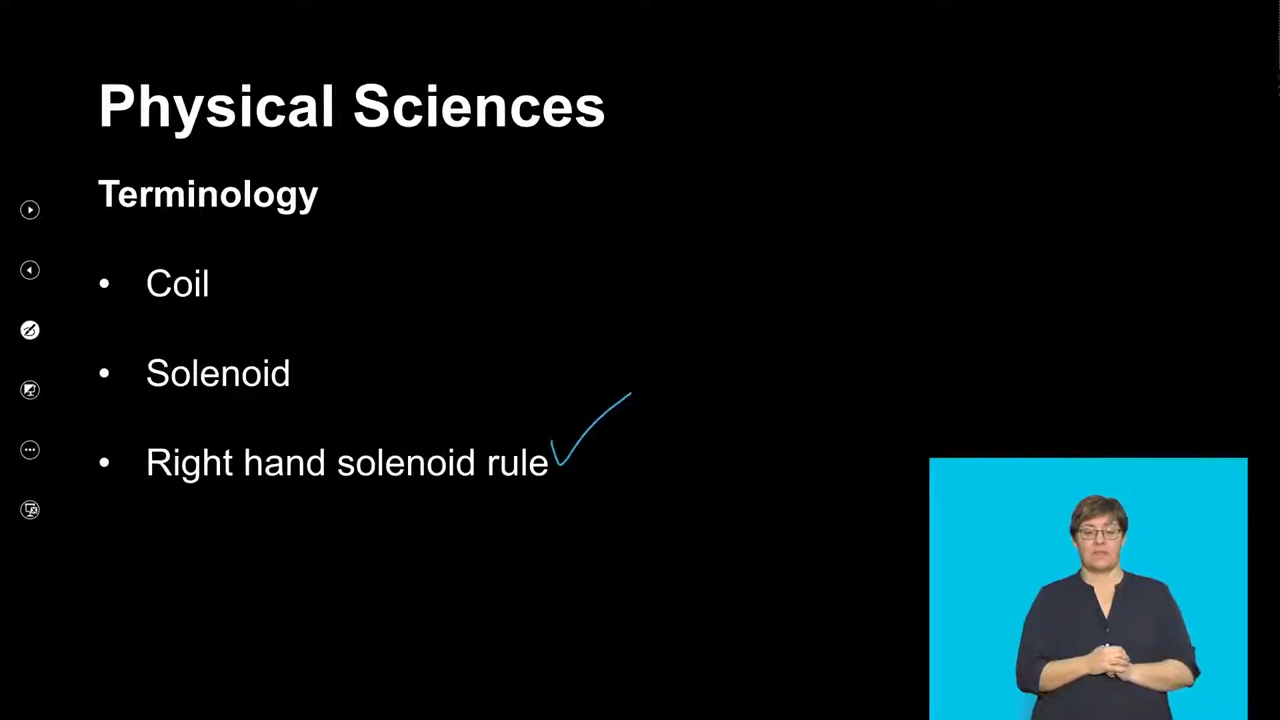 Physical Sciences
Terminology
• Coil
• Solenoid
• Right hand solenoid rule